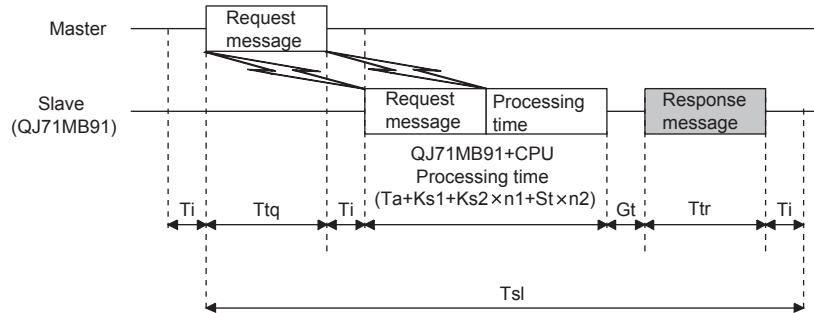 Master
Request
message
Slave
(QJ71MB91)
Request
message
Processing
time
Response
message
QJ71MB91+CPU
Processing time
(Ta+Ks1+Ks2×n1+St×n2)
Ti
Ttq
Ti
Gt
Ttr
Ti
Tsl